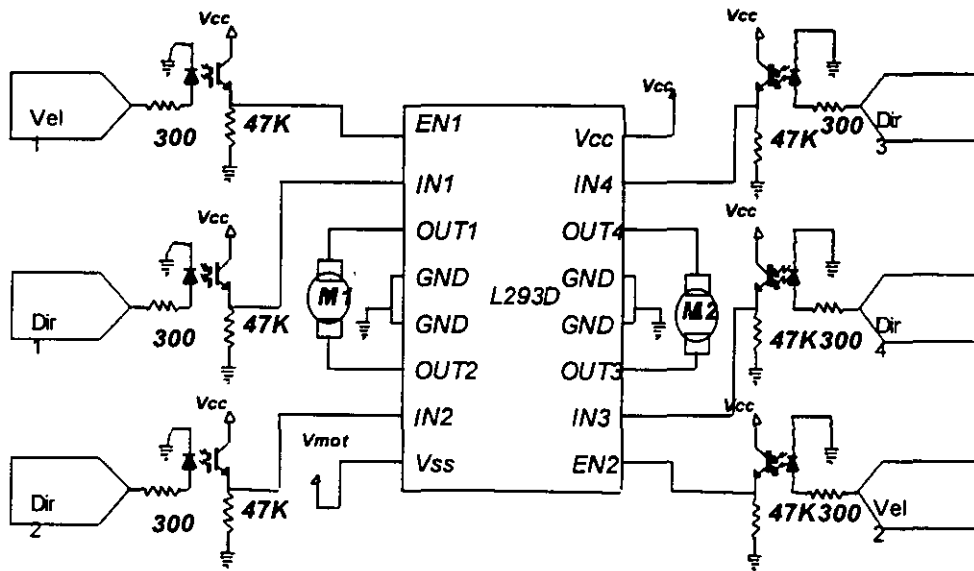 Vcc
Vel
1
300
47K
EN1
Vcc
Dir
1
300
47K
IN1
OUT1
M1
GND
GND
OUT2
Vcc
Dir
2
300
47K
IN2
Vmot
Vss
L293D
Vcc
Vcc
Vcc
IN4
47K
300
Dir
3
OUT4
GND
GND
M2
OUT3
Vcc
47K
300
Dir
4
IN3
EN2
Vcc
47K
300
Vel
2